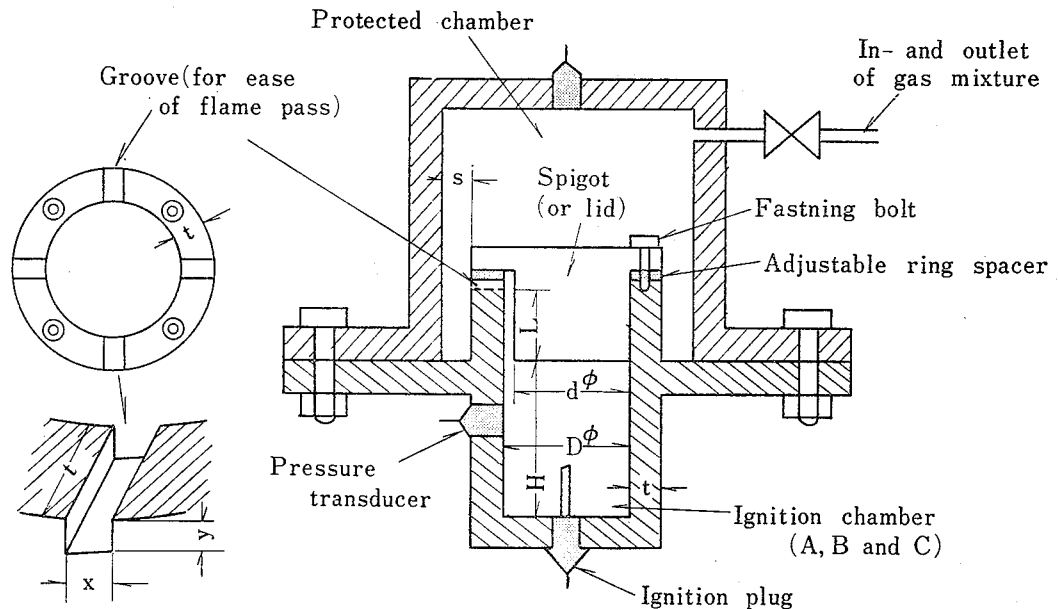 Protected chamber
In- and outlet
of gas mixture
Groove(for ease
of flame pass)
s
Spigot
(or lid)
Fastning bolt
t
Adjustable ring spacer
L
dφ
Dφ
Pressure
transducer
H
t
t
y
x
Ignition chamber
(A, B and C)
Ignition plug